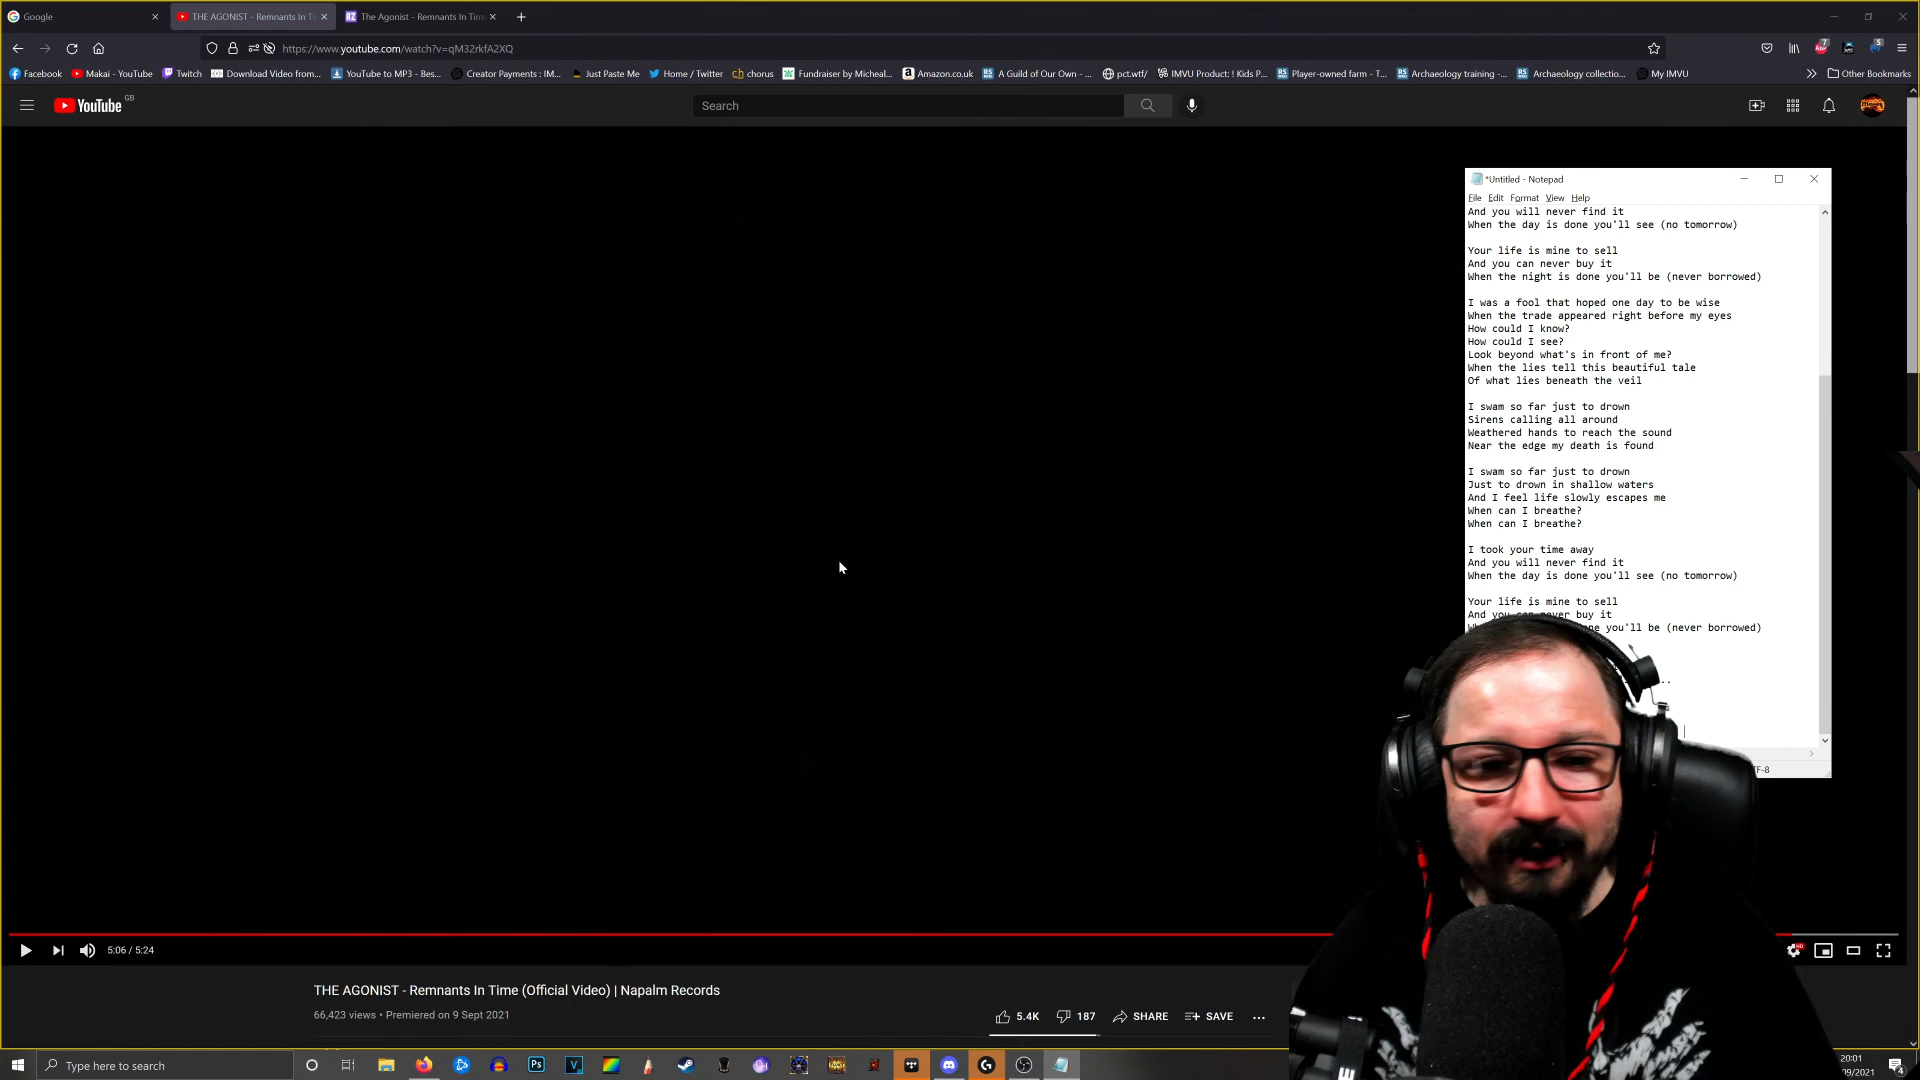 Google
THE AGONIST - Remnants In Ti
The Agonist - Remnants In Time
https://www.youtube.com/watch?v=qM32rkfA2XQ
7
5
Facebook
Makai - YouTube
Twitch
Download Video from...
YouTube to MP3 - Bes...
Creator Payments : IM...
Just Paste Me
Home / Twitter
chorus
Fundraiser by Micheal...
Amazon.co.uk
A Guild of Our Own - ...
pct.wtf/
IMVU Product: ! Kids P...
Player-owned farm - T...
Archaeology training -...
Archaeology collectio...
My IMVU
Other Bookmarks
YouTube GB
Search
*Untitled - Notepad
File Edit Format View Help
And you will never find it
When the day is done you'll see (no tomorrow)
Your life is mine to sell
And you can never buy it
When the night is done you'll be (never borrowed)
I was a fool that hoped one day to be wise
When the trade appeared right before my eyes
How could I know?
How could I see?
Look beyond what's in front of me?
When the lies tell this beautiful tale
Of what lies beneath the veil
I swam so far just to drown
Sirens calling all around
Weathered hands to reach the sound
Near the edge my death is found
I swam so far just to drown
Just to drown in shallow waters
And I feel life slowly escapes me
When can I breathe?
When can I breathe?
I took your time away
And you will never find it
When the day is done you'll see (no tomorrow)
Your life is mine to sell
And you can never buy it
you'll be (never borrowed)
5:06 / 5:24
THE AGONIST - Remnants In Time (Official Video) | Napalm Records
66,423 views • Premiered on 9 Sept 2021
5.4K
187
SHARE
SAVE
Type here to search
20:01
4